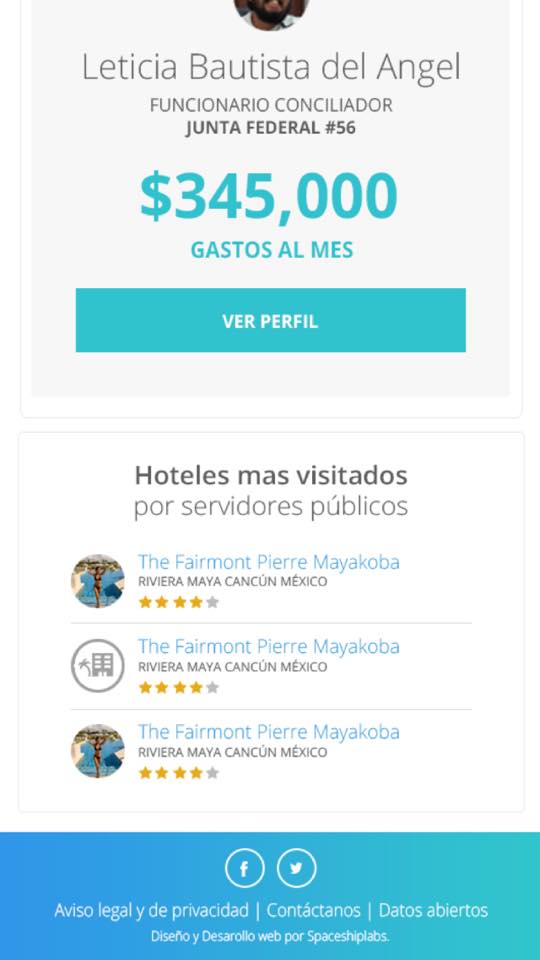 Leticia Bautista del Angel
FUNCIONARIO CONCILIADOR
JUNTA FEDERAL #56
$345,000
GASTOS AL MES
VER PERFIL
Hoteles mas visitados
por servidores públicos
The Fairmont Pierre Mayakoba
RIVIERA MAYA CANCÚN MÉXICO
The Fairmont Pierre Mayakoba
RIVIERA MAYA CANCÚN MÉXICO
The Fairmont Pierre Mayakoba
RIVIERA MAYA CANCÚN MÉXICO
Aviso legal y de privacidad | Contáctanos | Datos abiertos
Diseño y Desarollo web por Spaceshiplabs.